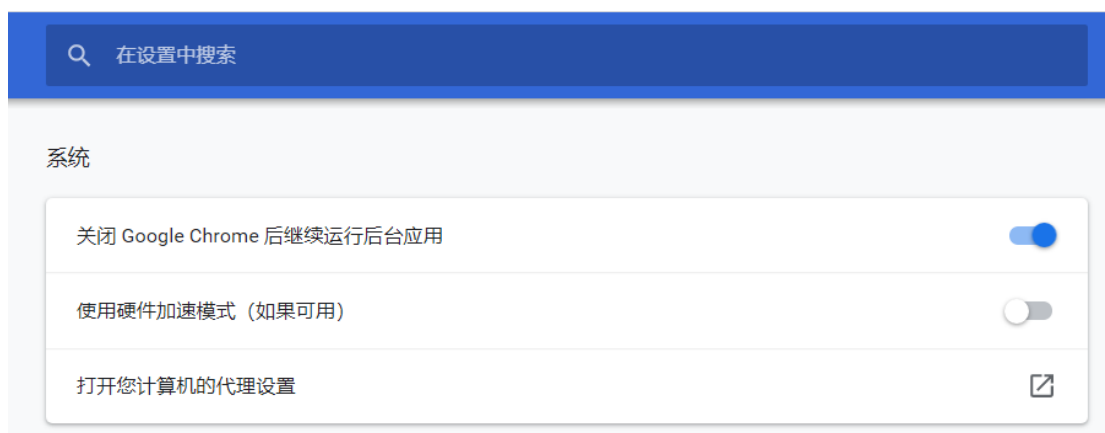 在设置中搜索
系统
关闭 Google Chrome 后继续运行后台应用
使用硬件加速模式（如果可用）
打开您计算机的代理设置